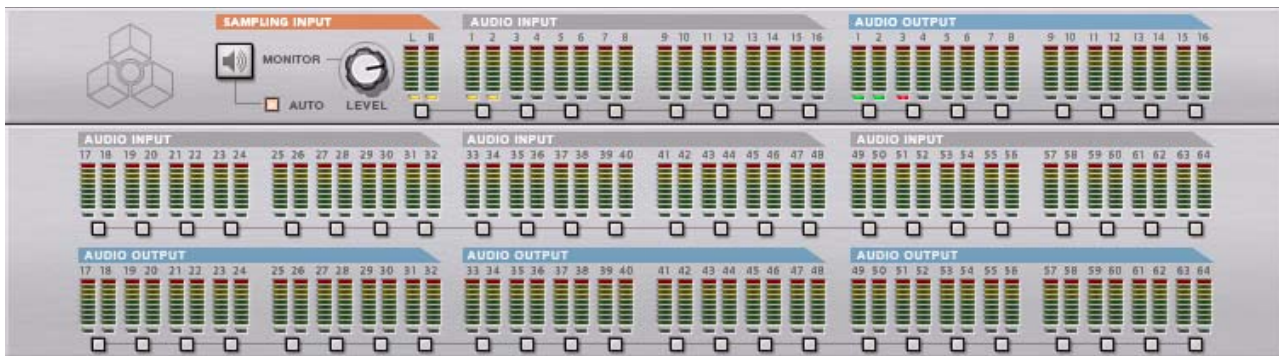 SAMPLING INPUT
AUDIO INPUT
AUDIO OUTPUT
L R
1 2 3 4 5 6 7 8 9 10 11 12 13 14 15 16
1 2 3 4 5 6 7 8 9 10 11 12 13 14 15 16
MONITOR
AUTO
LEVEL
AUDIO INPUT
AUDIO INPUT
AUDIO INPUT
17 18 19 20 21 22 23 24 25 26 27 28 29 30 31 32
33 34 35 36 37 38 39 40 41 42 43 44 45 46 47 48
49 50 51 52 53 54 55 56 57 58 59 60 61 62 63 64
AUDIO OUTPUT
AUDIO OUTPUT
AUDIO OUTPUT
17 18 19 20 21 22 23 24 25 26 27 28 29 30 31 32
33 34 35 36 37 38 39 40 41 42 43 44 45 46 47 48
49 50 51 52 53 54 55 56 57 58 59 60 61 62 63 64